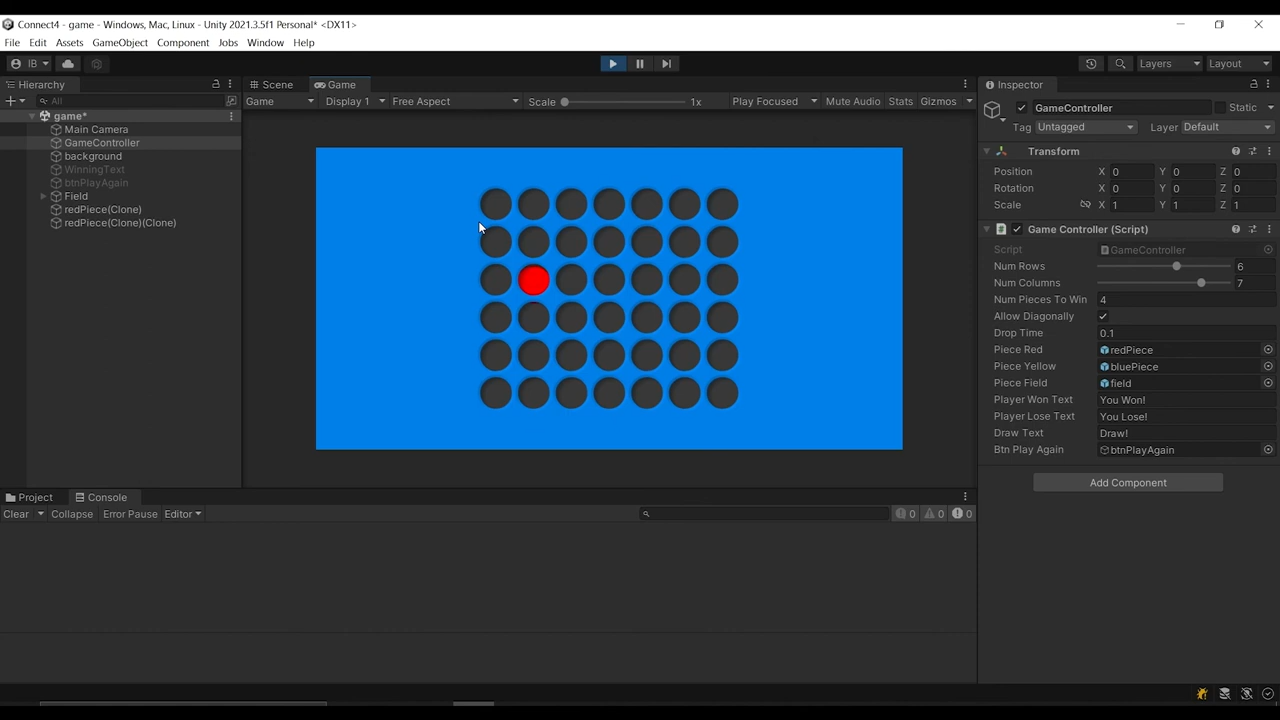 Connect4 - game - Windows, Mac, Linux - Unity 2021.3.5f1 Personal* <DX11>
File Edit Assets GameObject Component Jobs Window Help
IB Layers Layout
Hierarchy
All
game*
Main Camera
GameController
background
WinningText
btnPlayAgain
Field
redPiece(Clone)
redPiece(Clone)(Clone)
Scene Game
Game Display 1 Free Aspect Scale 1x Play Focused Mute Audio Stats Gizmos
Inspector
GameController Static
Tag Untagged Layer Default
Transform
Position X 0 Y 0 Z 0
Rotation X 0 Y 0 Z 0
Scale X 1 Y 1 Z 1
Game Controller (Script)
Script GameController
Num Rows 6
Num Columns 7
Num Pieces To Win 4
Allow Diagonally
Drop Time 0.1
Piece Red redPiece
Piece Yellow bluePiece
Piece Field field
Player Won Text You Won!
Player Lose Text You Lose!
Draw Text Draw!
Btn Play Again btnPlayAgain
Add Component
Project Console
Clear Collapse Error Pause Editor 0 0 0